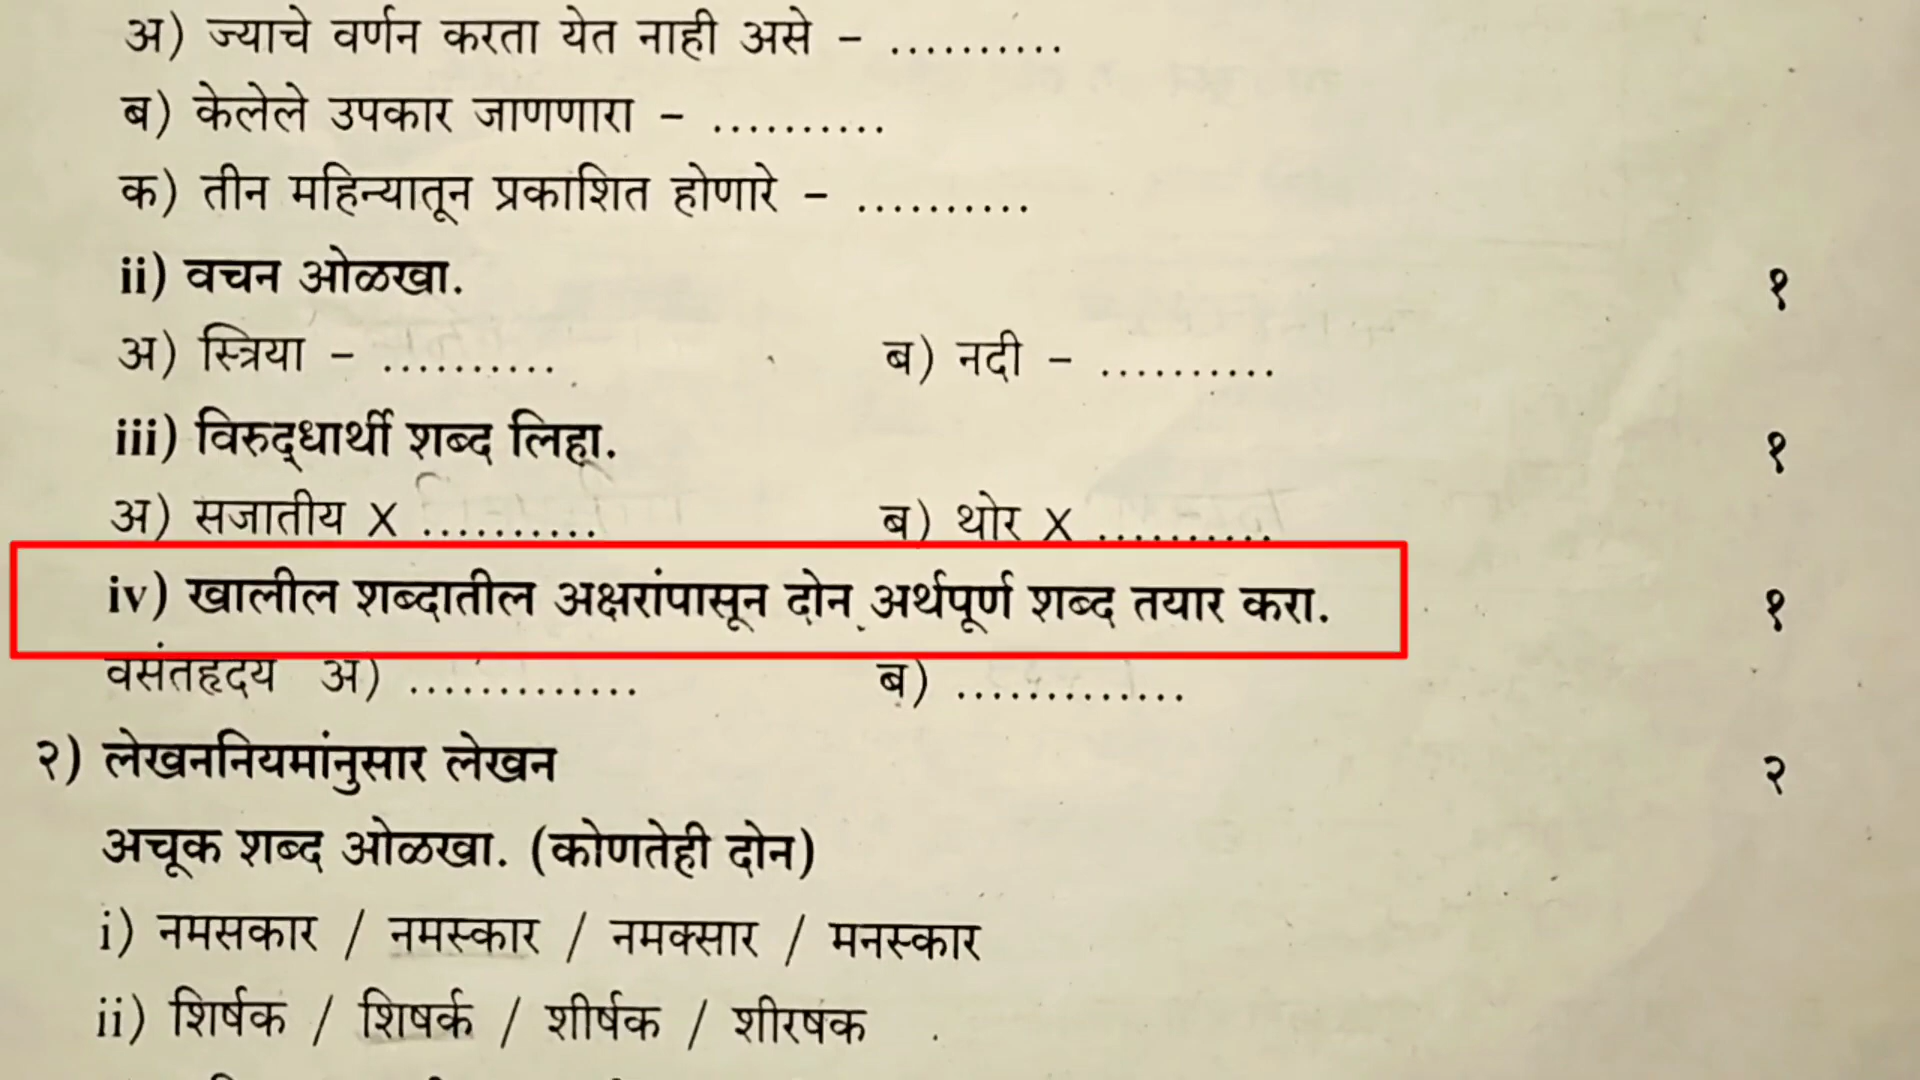 अ) ज्याचे वर्णन करता येत नाही असे - ..........
ब) केलेले उपकार जाणणारा - ..........
क) तीन महिन्यातून प्रकाशित होणारे - ..........
ii) वचन ओळखा. १
अ) स्त्रिया - .......... ब) नदी - ..........
iii) विरुद्धार्थी शब्द लिहा. १
अ) सजातीय X .......... ब) थोर X ..........
iv) खालील शब्दातील अक्षरांपासून दोन अर्थपूर्ण शब्द तयार करा. १
वसंतहृदय अ) ............. ब) .............
२) लेखननियमांनुसार लेखन २
अचूक शब्द ओळखा. (कोणतेही दोन)
i) नमसकार / नमस्कार / नमक्सार / मनस्कार
ii) शिर्षक / शिषर्क / शीर्षक / शीरषक